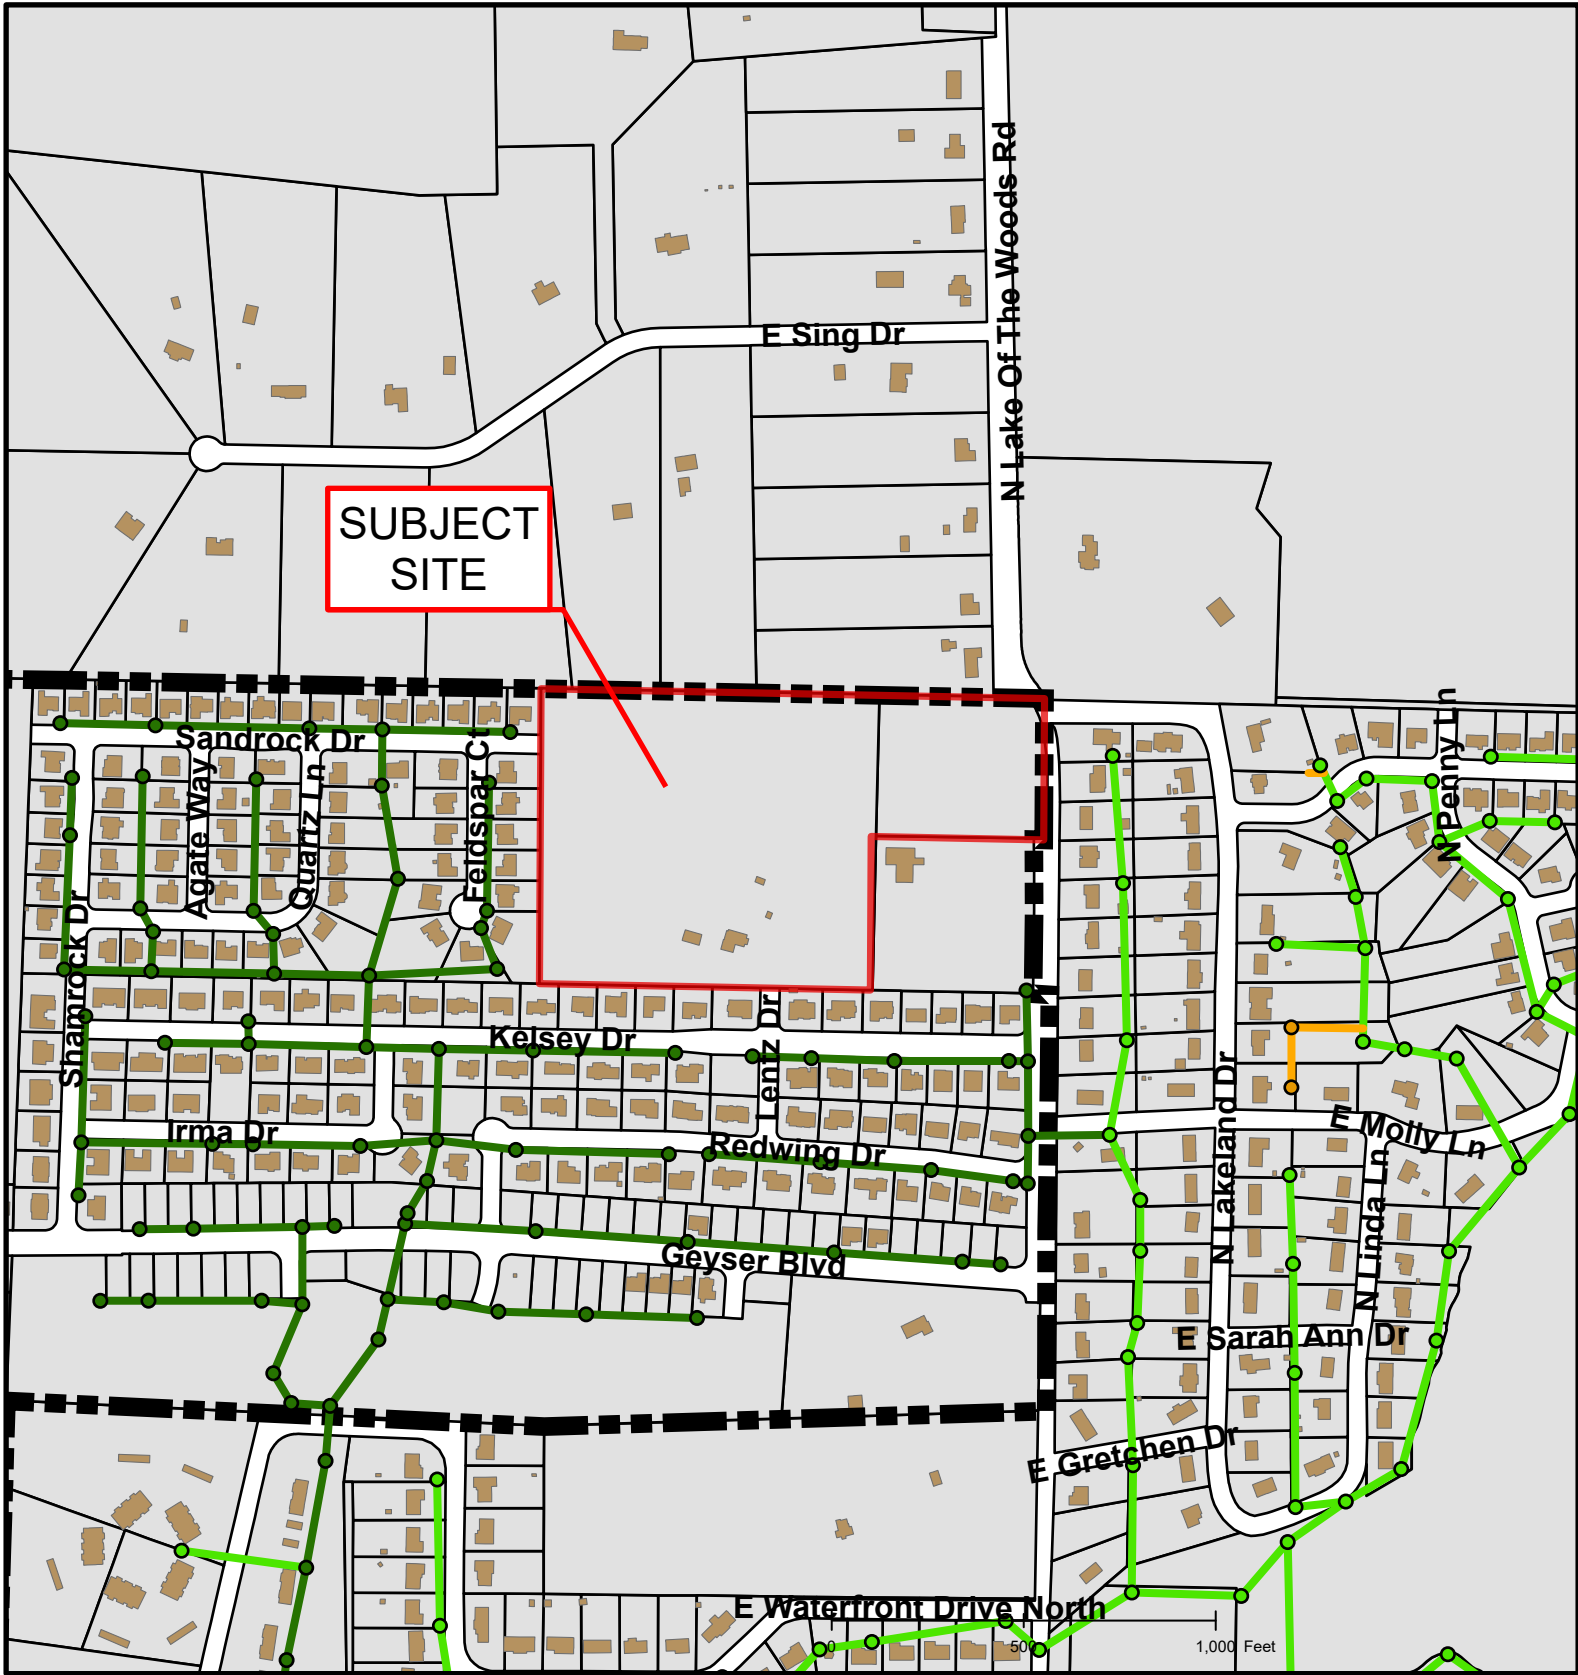 N Lake Of The Woods Rd
E Sing Dr
SUBJECT
SITE
Sandrock Dr
Agate Way
Quartz Ln
Feldspar Ct
N Penny Ln
Shamrock Dr
Kelsey Dr
Lentz Dr
N Lakeland Dr
Irma Dr
Redwing Dr
E Molly Ln
N Linda Ln
Geyser Blvd
E Sarah Ann Dr
E Gretchen Dr
E Waterfront Drive North
0 500 1,000 Feet